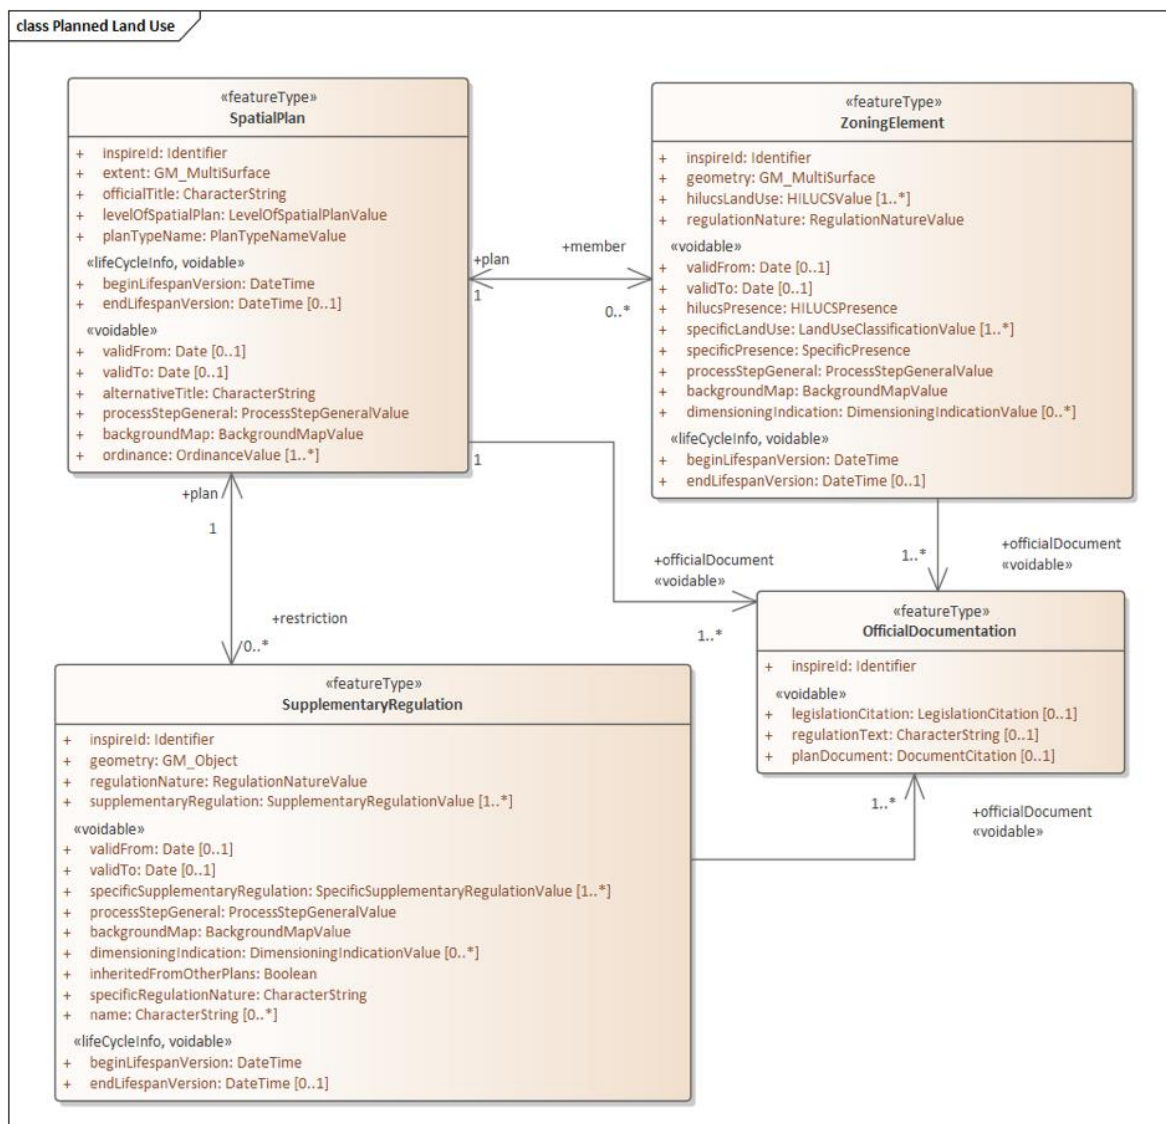 class Planned Land Use
«featureType»
SpatialPlan
+ inspireId: Identifier
+ extent: GM_MultiSurface
+ officialTitle: CharacterString
+ levelOfSpatialPlan: LevelOfSpatialPlanValue
+ planTypeName: PlanTypeNameValue
«lifeCycleInfo, voidable»
+ beginLifespanVersion: DateTime
+ endLifespanVersion: DateTime [0..1]
«voidable»
+ validFrom: Date [0..1]
+ validTo: Date [0..1]
+ alternativeTitle: CharacterString
+ processStepGeneral: ProcessStepGeneralValue
+ backgroundMap: BackgroundMapValue
+ ordinance: OrdinanceValue [1..*]
+plan
1
+member
0..*
«featureType»
ZoningElement
+ inspireId: Identifier
+ geometry: GM_MultiSurface
+ hilucsLandUse: HILUCSValue [1..*]
+ regulationNature: RegulationNatureValue
«voidable»
+ validFrom: Date [0..1]
+ validTo: Date [0..1]
+ hilucsPresence: HILUCSPresence
+ specificLandUse: LandUseClassificationValue [1..*]
+ specificPresence: SpecificPresence
+ processStepGeneral: ProcessStepGeneralValue
+ backgroundMap: BackgroundMapValue
+ dimensioningIndication: DimensioningIndicationValue [0..*]
«lifeCycleInfo, voidable»
+ beginLifespanVersion: DateTime
+ endLifespanVersion: DateTime [0..1]
1
+officialDocument
«voidable»
1..*
1..*
+officialDocument
«voidable»
+plan
1
+restriction
0..*
«featureType»
OfficialDocumentation
+ inspireId: Identifier
«voidable»
+ legislationCitation: LegislationCitation [0..1]
+ regulationText: CharacterString [0..1]
+ planDocument: DocumentCitation [0..1]
1..*
+officialDocument
«voidable»
«featureType»
SupplementaryRegulation
+ inspireId: Identifier
+ geometry: GM_Object
+ regulationNature: RegulationNatureValue
+ supplementaryRegulation: SupplementaryRegulationValue [1..*]
«voidable»
+ validFrom: Date [0..1]
+ validTo: Date [0..1]
+ specificSupplementaryRegulation: SpecificSupplementaryRegulationValue [1..*]
+ processStepGeneral: ProcessStepGeneralValue
+ backgroundMap: BackgroundMapValue
+ dimensioningIndication: DimensioningIndicationValue [0..*]
+ inheritedFromOtherPlans: Boolean
+ specificRegulationNature: CharacterString
+ name: CharacterString [0..*]
«lifeCycleInfo, voidable»
+ beginLifespanVersion: DateTime
+ endLifespanVersion: DateTime [0..1]